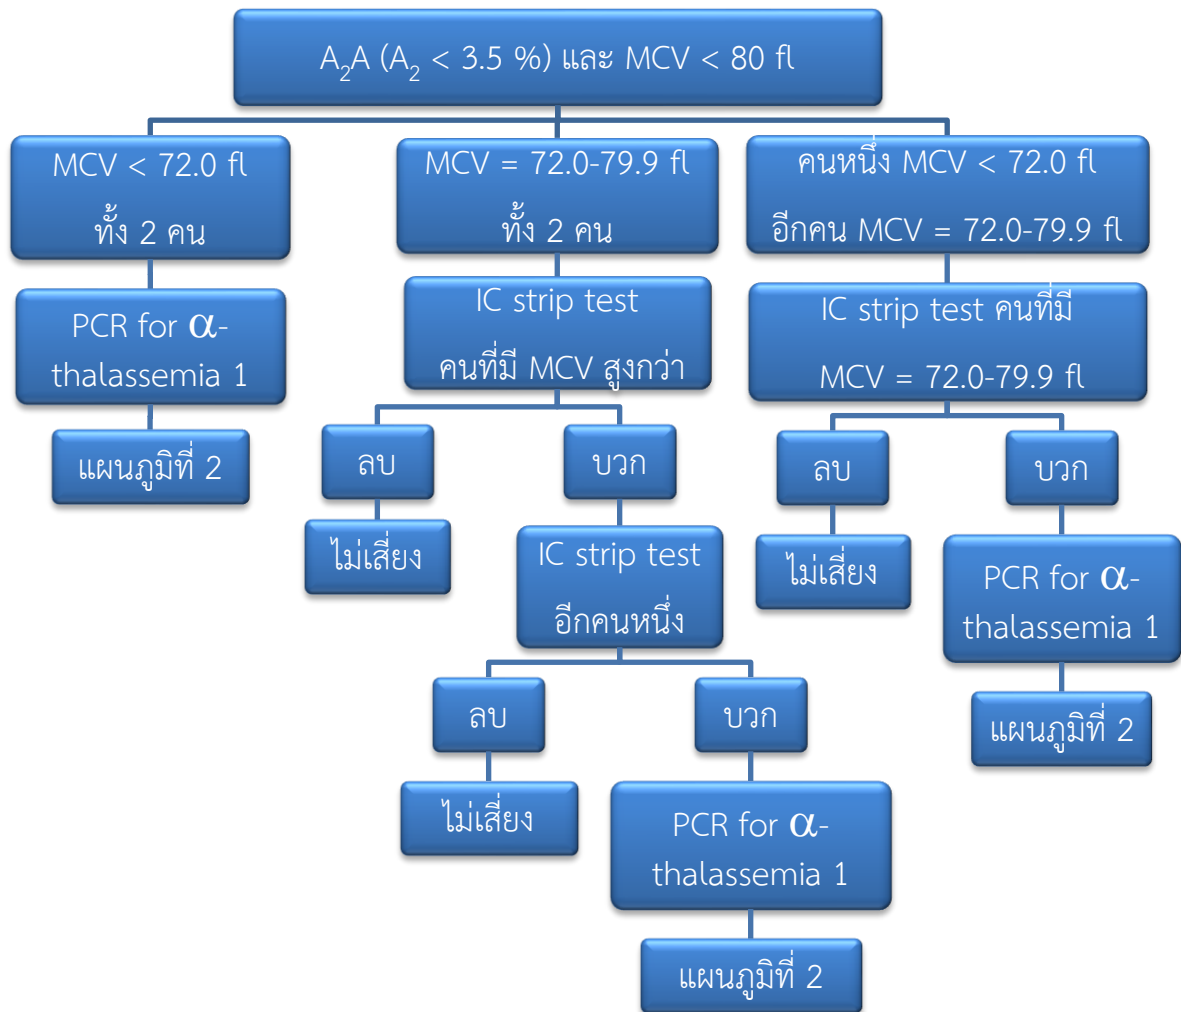 A₂A (A₂ < 3.5 %) และ MCV < 80 fl
MCV < 72.0 fl
ทั้ง 2 คน
MCV = 72.0-79.9 fl
ทั้ง 2 คน
คนหนึ่ง MCV < 72.0 fl
อีกคน MCV = 72.0-79.9 fl
PCR for α-
thalassemia 1
IC strip test
คนที่มี MCV สูงกว่า
IC strip test คนที่มี
MCV = 72.0-79.9 fl
แผนภูมิที่ 2
ลบ
บวก
ลบ
บวก
ไม่เสี่ยง
IC strip test
อีกคนหนึ่ง
ไม่เสี่ยง
PCR for α-
thalassemia 1
ลบ
บวก
แผนภูมิที่ 2
ไม่เสี่ยง
PCR for α-
thalassemia 1
แผนภูมิที่ 2